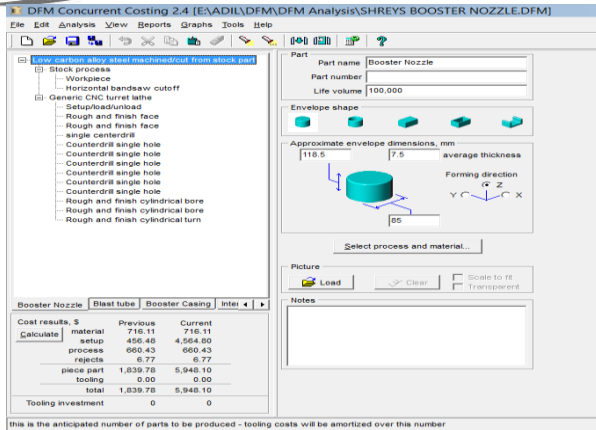 DFM Concurrent Costing 2.4 [E:\ADIL\DFM\DFM Analysis\SHREYS BOOSTER NOZZLE.DFM]
File Edit Analysis View Reports Graphs Tools Help
Low carbon alloy steel machined/cut from stock part
Stock process
Workpiece
Horizontal bandsaw cutoff
Generic CNC turret lathe
Setup/load/unload
Rough and finish face
Rough and finish face
single centerdrill
Counterdrill single hole
Counterdrill single hole
Counterdrill single hole
Counterdrill single hole
Counterdrill single hole
Counterdrill single hole
Rough and finish cylindrical bore
Rough and finish cylindrical bore
Rough and finish cylindrical turn
Booster Nozzle Blast tube Booster Casing Inter
Cost results, $ Previous Current
Calculate material 716.11 716.11
setup 456.48 4,564.80
process 660.43 660.43
rejects 6.77 6.77
piece part 1,839.78 5,948.10
tooling 0.00 0.00
total 1,839.78 5,948.10
Tooling investment 0 0
Part
Part name Booster Nozzle
Part number
Life volume 100,000
Envelope shape
Approximate envelope dimensions, mm
118.5 7.5 average thickness
Forming direction
Z
Y X
85
Select process and material...
Picture
Load Clear Scale to fit
Transparent
Notes
this is the anticipated number of parts to be produced - tooling costs will be amortized over this number